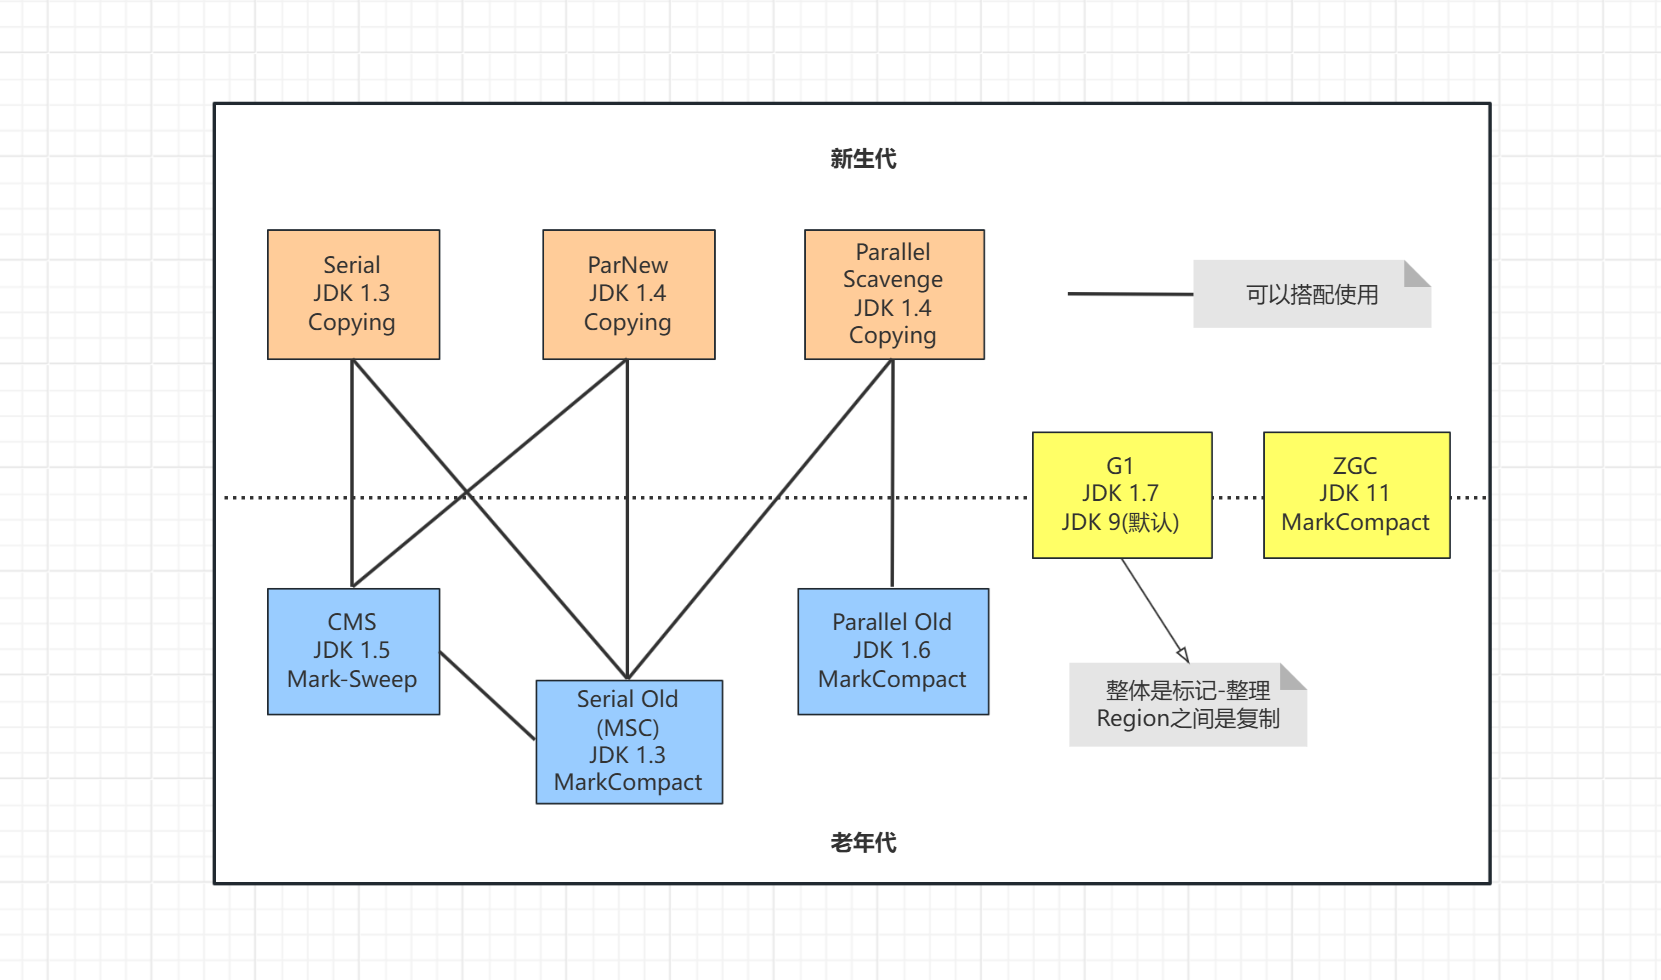 新生代
Serial
JDK 1.3
Copying
ParNew
JDK 1.4
Copying
Parallel
Scavenge
JDK 1.4
Copying
可以搭配使用
G1
JDK 1.7
JDK 9(默认)
ZGC
JDK 11
MarkCompact
CMS
JDK 1.5
Mark-Sweep
Serial Old
(MSC)
JDK 1.3
MarkCompact
Parallel Old
JDK 1.6
MarkCompact
整体是标记-整理
Region之间是复制
老年代